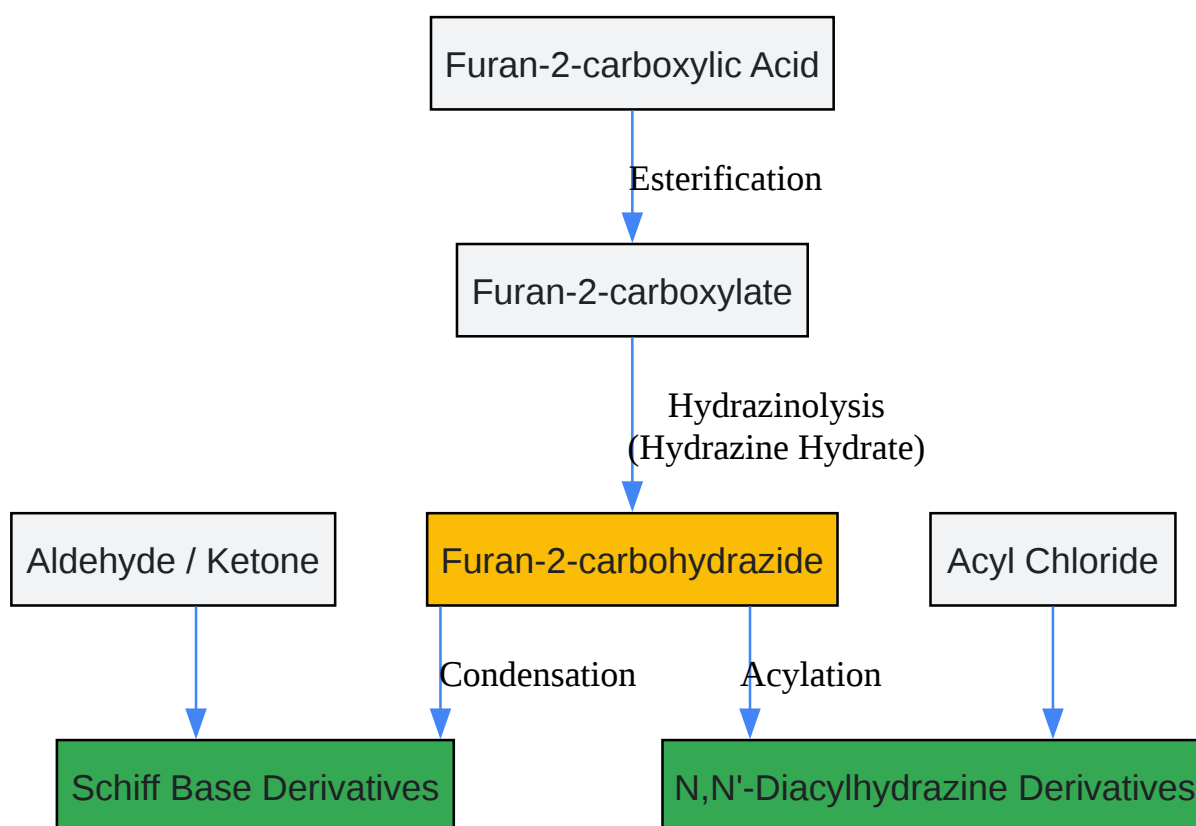 Furan-2-carboxylic Acid
Esterification
Furan-2-carboxylate
Hydrazinolysis
(Hydrazine Hydrate)
Aldehyde / Ketone
Furan-2-carbohydrazide
Acyl Chloride
Condensation
Acylation
Schiff Base Derivatives
N,N'-Diacylhydrazine Derivatives